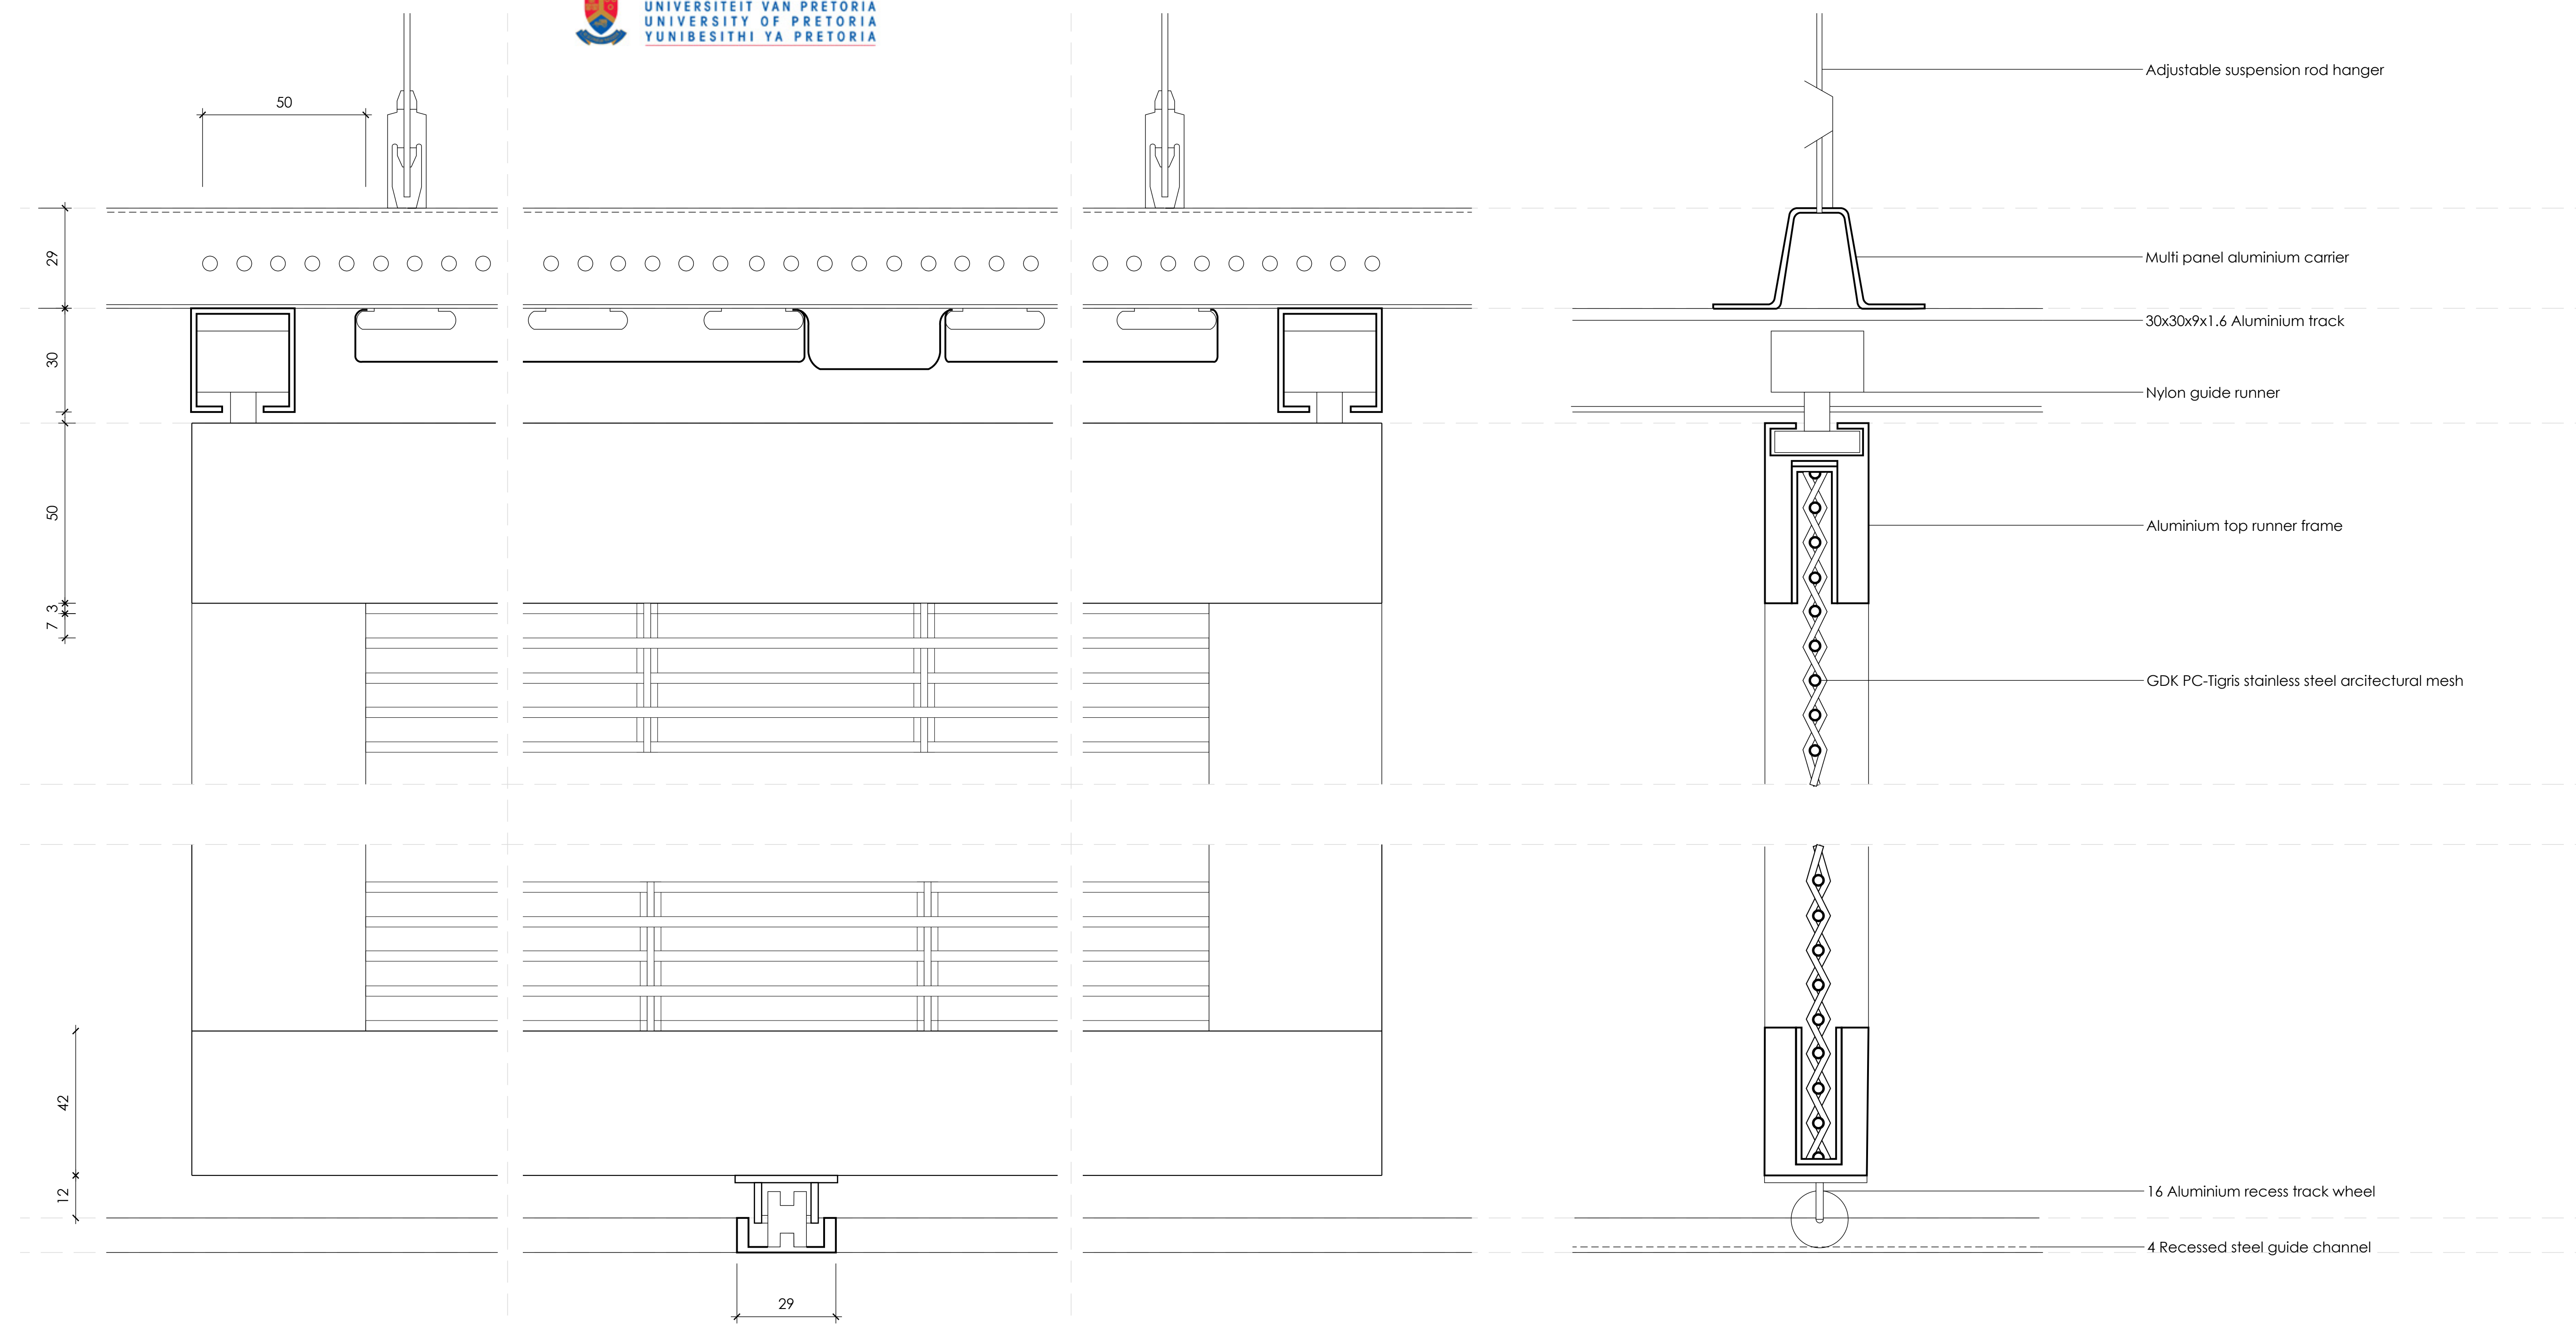 UNIVERSITEIT VAN PRETORIA
UNIVERSITY OF PRETORIA
YUNIBESITHI YA PRETORIA
Adjustable suspension rod hanger
50
29
Multi panel aluminium carrier
30x30x9x1.6 Aluminium track
30
Nylon guide runner
50
Aluminium top runner frame
3
7
GDK PC-Tigris stainless steel arcitectural mesh
42
12
16 Aluminium recess track wheel
4 Recessed steel guide channel
29